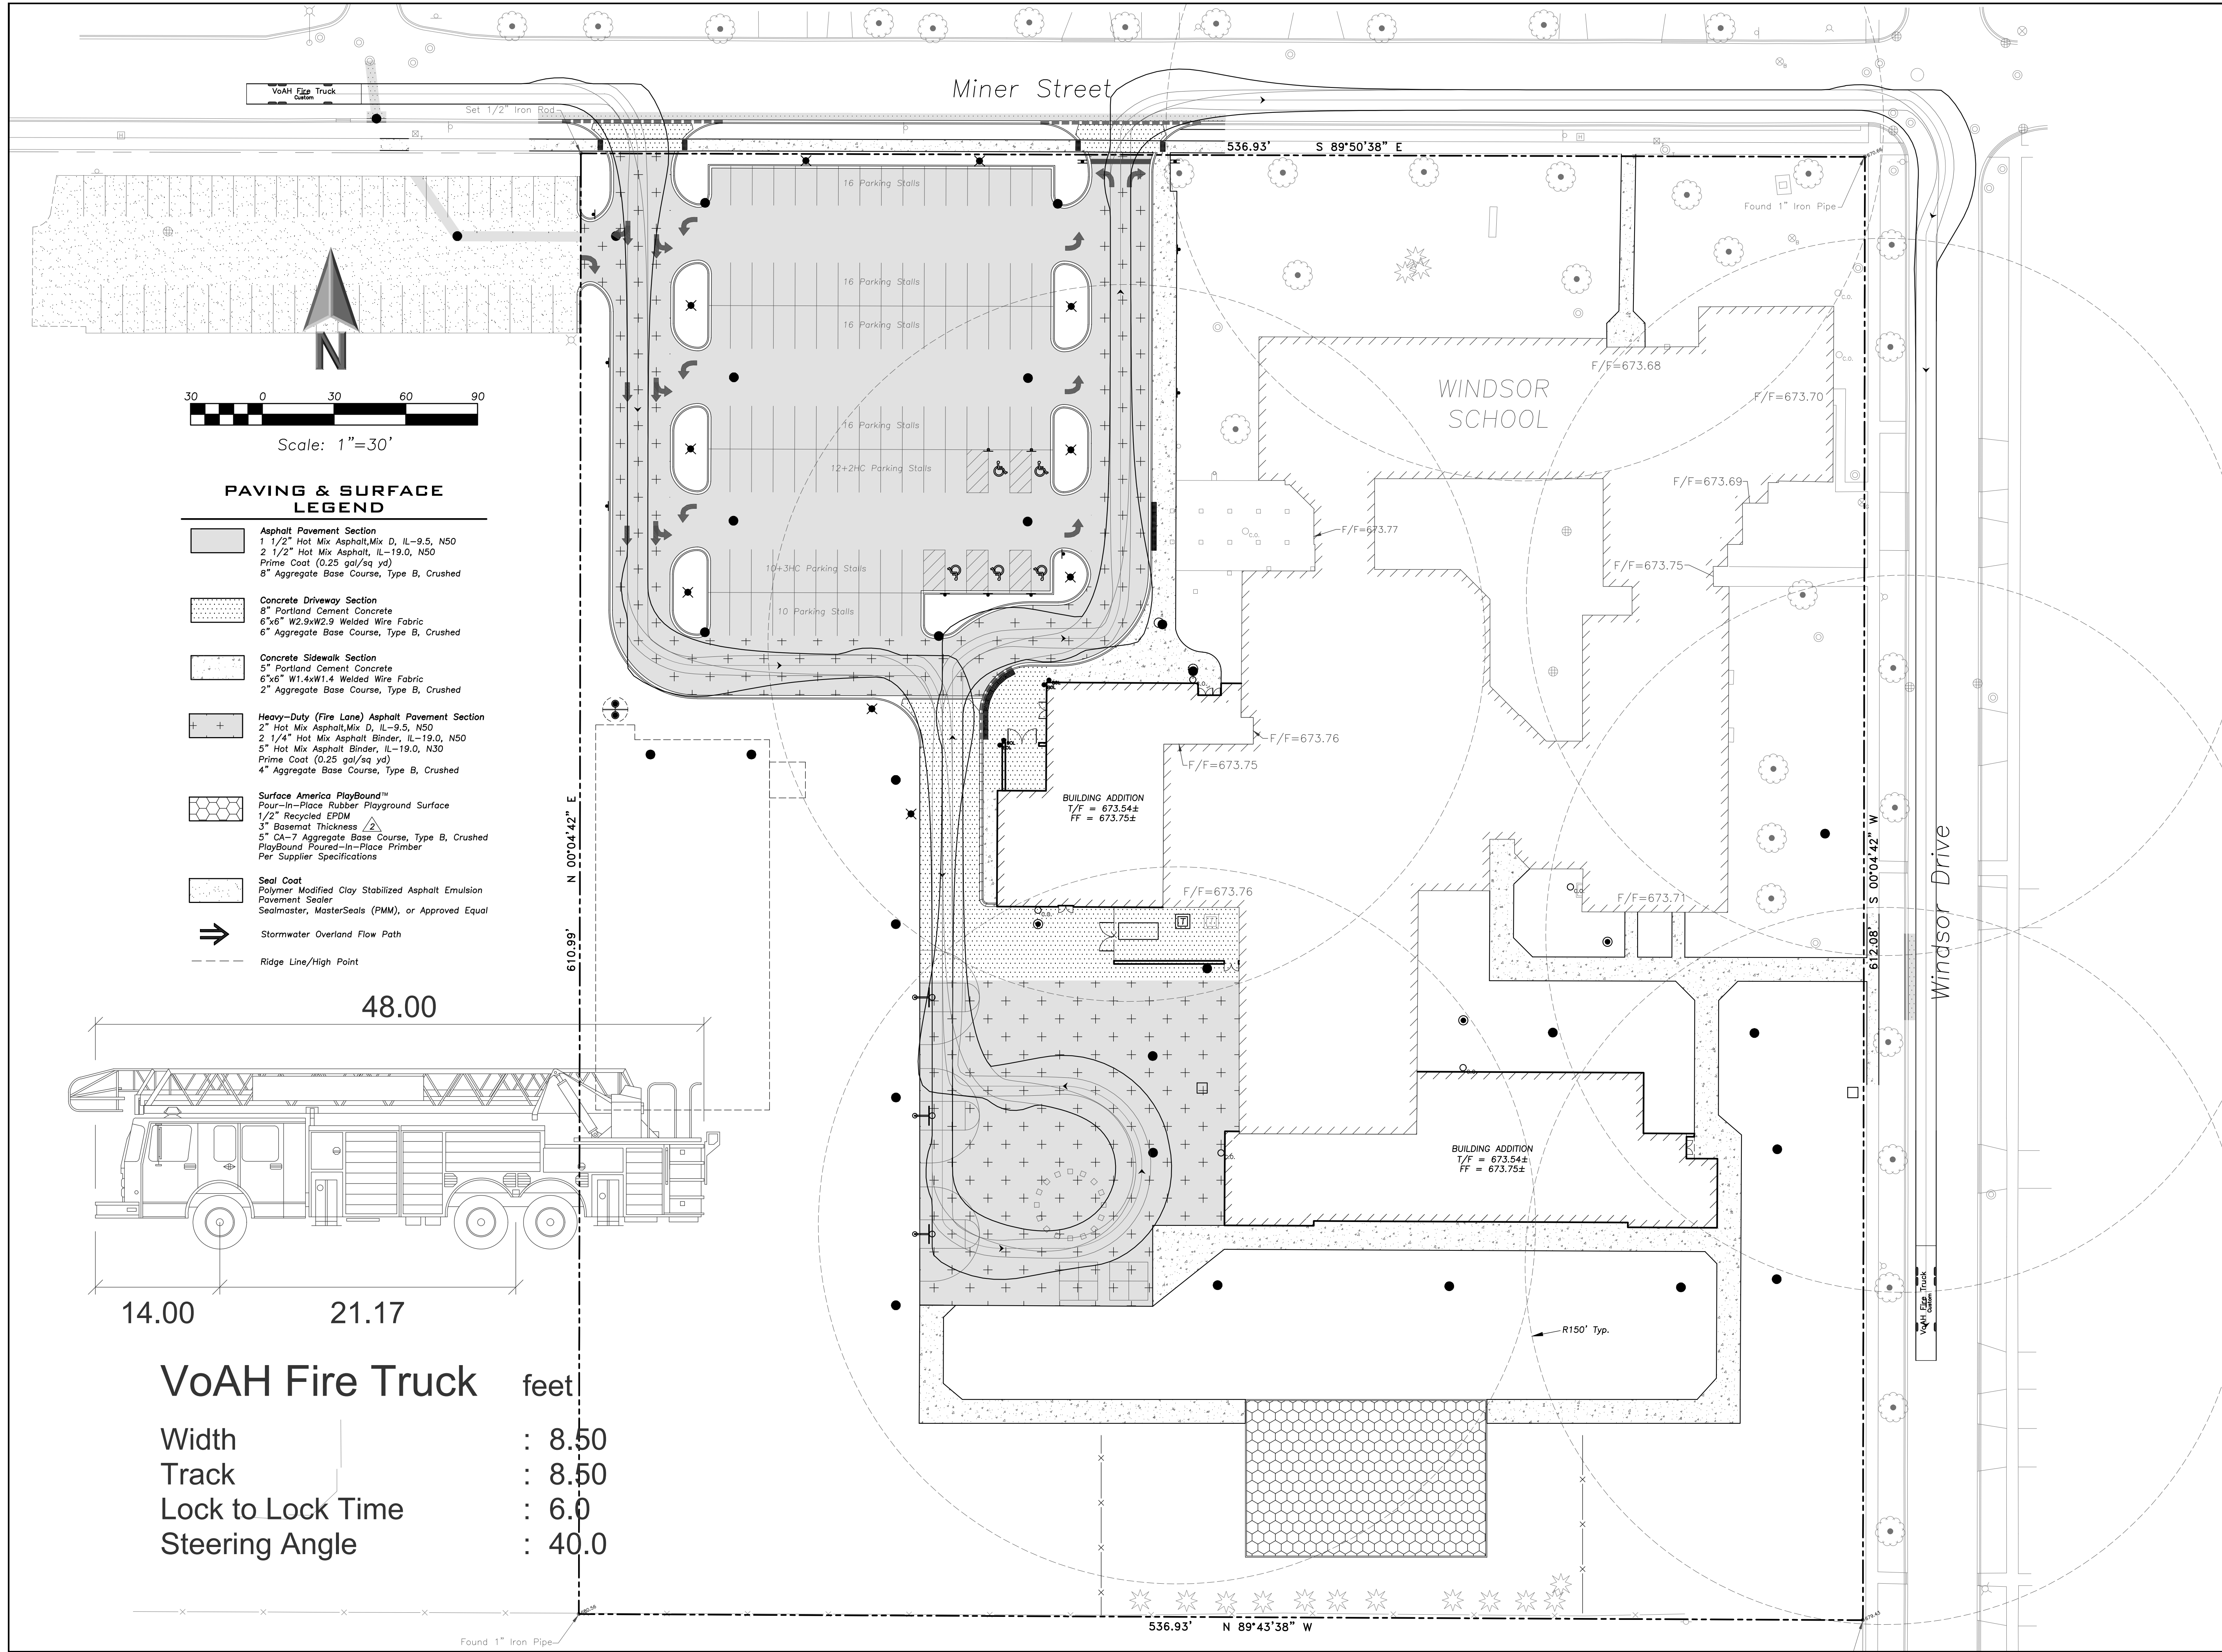 Miner Street
VoAH Fire Truck
Custom
Set 1/2" Iron Rod
536.93' S 89°50'38" E
Found 1" Iron Pipe
16 Parking Stalls
16 Parking Stalls
16 Parking Stalls
16 Parking Stalls
12+2HC Parking Stalls
10+3HC Parking Stalls
10 Parking Stalls
N
30 0 30 60 90
Scale: 1"=30'
PAVING & SURFACE
LEGEND
Asphalt Pavement Section
1 1/2" Hot Mix Asphalt,Mix D, IL-9.5, N50
2 1/2" Hot Mix Asphalt, IL-19.0, N50
Prime Coat (0.25 gal/sq yd)
8" Aggregate Base Course, Type B, Crushed
Concrete Driveway Section
8" Portland Cement Concrete
6"x6" W2.9xW2.9 Welded Wire Fabric
6" Aggregate Base Course, Type B, Crushed
Concrete Sidewalk Section
5" Portland Cement Concrete
6"x6" W1.4xW1.4 Welded Wire Fabric
2" Aggregate Base Course, Type B, Crushed
Heavy-Duty (Fire Lane) Asphalt Pavement Section
2" Hot Mix Asphalt,Mix D, IL-9.5, N50
2 1/4" Hot Mix Asphalt Binder, IL-19.0, N50
5" Hot Mix Asphalt Binder, IL-19.0, N30
Prime Coat (0.25 gal/sq yd)
4" Aggregate Base Course, Type B, Crushed
Surface America PlayBound™
Pour-In-Place Rubber Playground Surface
1/2" Recycled EPDM
3" Basemat Thickness 2
5" CA-7 Aggregate Base Course, Type B, Crushed
PlayBound Poured-In-Place Primber
Per Supplier Specifications
Seal Coat
Polymer Modified Clay Stabilized Asphalt Emulsion
Pavement Sealer
Sealmaster, MasterSeals (PMM), or Approved Equal
Stormwater Overland Flow Path
Ridge Line/High Point
WINDSOR
SCHOOL
F/F=673.68
F/F=673.70
F/F=673.69
F/F=673.77
F/F=673.75
F/F=673.76
F/F=673.75
F/F=673.76
F/F=673.71
BUILDING ADDITION
T/F = 673.54±
FF = 673.75±
BUILDING ADDITION
T/F = 673.54±
FF = 673.75±
610.99' N 00°04'42" E
612.08' S 00°04'42" W
Windsor Drive
VoAH Fire Truck
Custom
R150' Typ.
48.00
14.00
21.17
VoAH Fire Truck feet
Width : 8.50
Track : 8.50
Lock to Lock Time : 6.0
Steering Angle : 40.0
Found 1" Iron Pipe
536.93' N 89°43'38" W